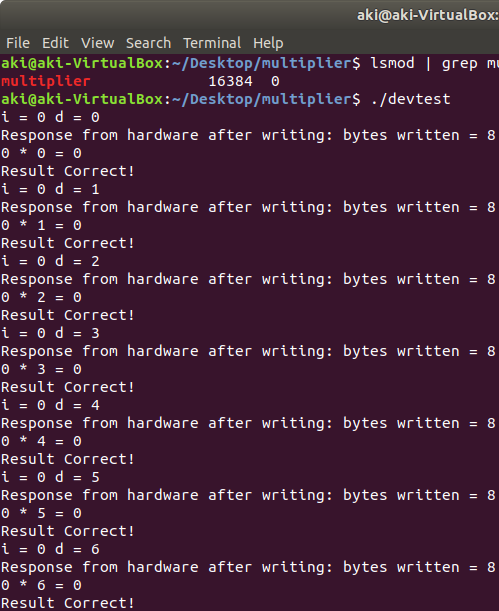 aki@aki-VirtualBox:
File Edit View Search Terminal Help
aki@aki-VirtualBox:~/Desktop/multiplier$ lsmod | grep mu
multiplier 16384 0
aki@aki-VirtualBox:~/Desktop/multiplier$ ./devtest
i = 0 d = 0
Response from hardware after writing: bytes written = 8
0 * 0 = 0
Result Correct!
i = 0 d = 1
Response from hardware after writing: bytes written = 8
0 * 1 = 0
Result Correct!
i = 0 d = 2
Response from hardware after writing: bytes written = 8
0 * 2 = 0
Result Correct!
i = 0 d = 3
Response from hardware after writing: bytes written = 8
0 * 3 = 0
Result Correct!
i = 0 d = 4
Response from hardware after writing: bytes written = 8
0 * 4 = 0
Result Correct!
i = 0 d = 5
Response from hardware after writing: bytes written = 8
0 * 5 = 0
Result Correct!
i = 0 d = 6
Response from hardware after writing: bytes written = 8
0 * 6 = 0
Result Correct!